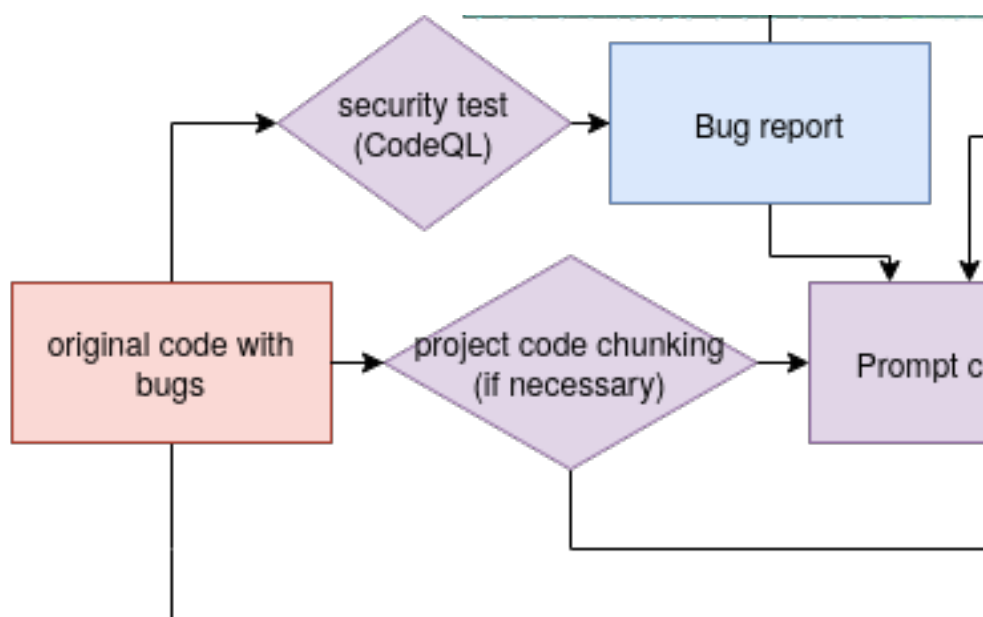 security test
(CodeQL)
Bug report
original code with
bugs
project code chunking
(if necessary)
Prompt c